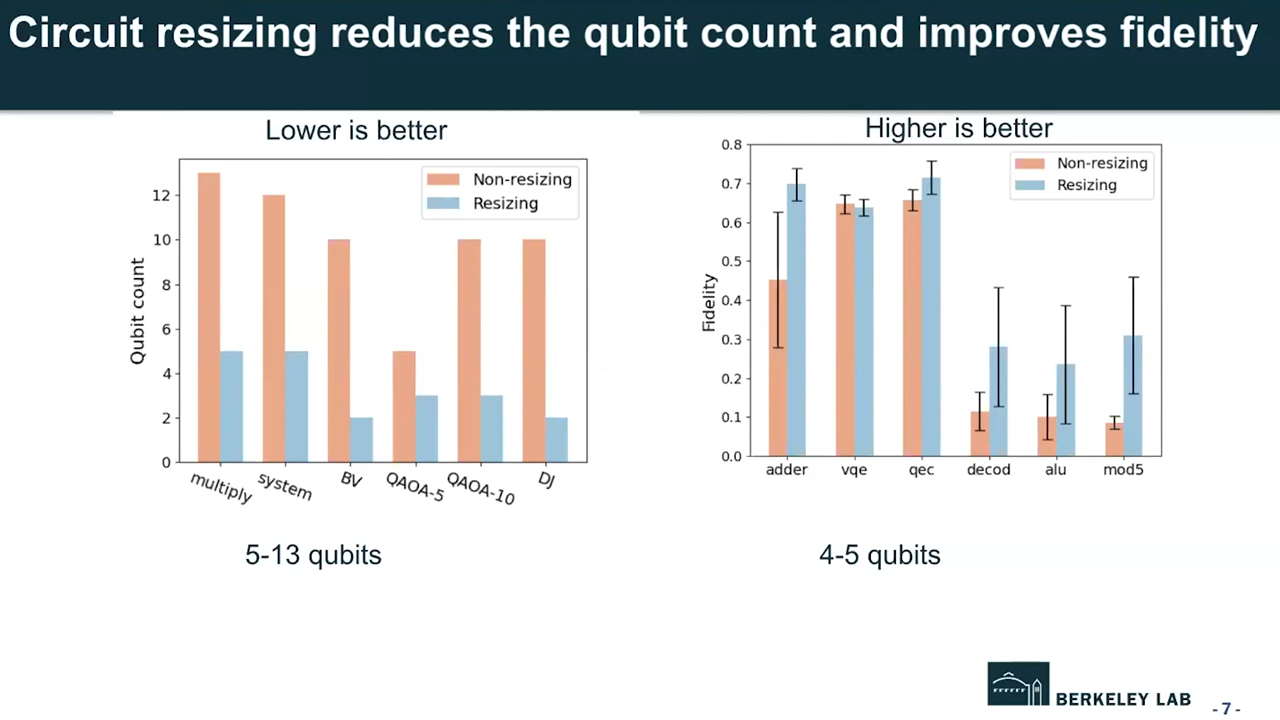 Circuit resizing reduces the qubit count and improves fidelity
Lower is better
Qubit count
12
10
8
6
4
2
0
Non-resizing
Resizing
multiply
system
BV
QAOA-5
QAOA-10
DJ
5-13 qubits
Higher is better
Fidelity
0.8
0.7
0.6
0.5
0.4
0.3
0.2
0.1
0.0
Non-resizing
Resizing
adder
vqe
qec
decod
alu
mod5
4-5 qubits
BERKELEY LAB
- 7 -